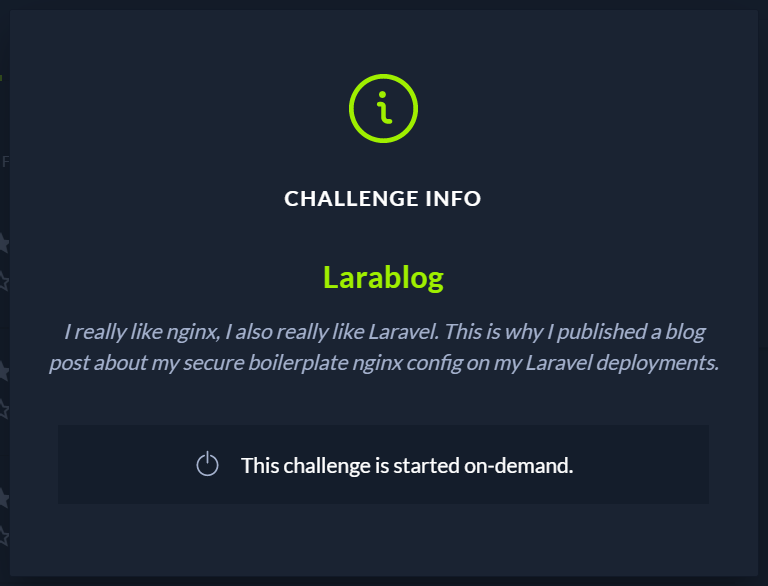 CHALLENGE INFO
Larablog
I really like nginx, I also really like Laravel. This is why I published a blog
post about my secure boilerplate nginx config on my Laravel deployments.
This challenge is started on-demand.